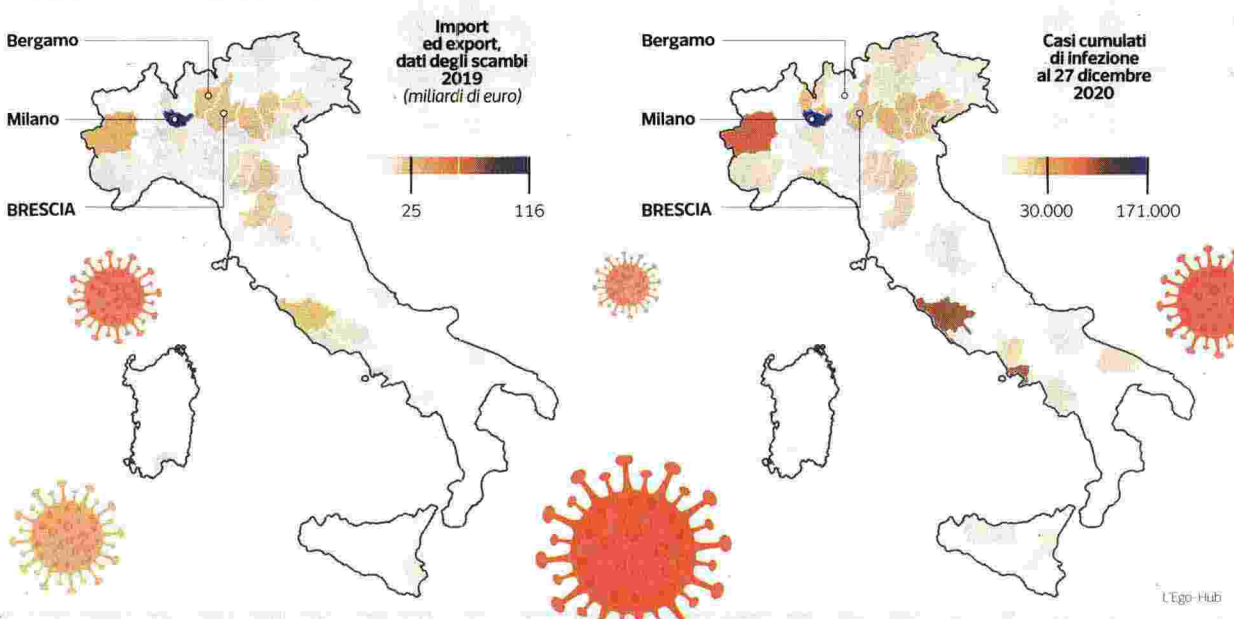 Import
ed export,
dati degli scambi
2019
(miliardi di euro)
Bergamo
Milano
BRESCIA
25 116
Casi cumulati
di infezione
al 27 dicembre
2020
Bergamo
Milano
BRESCIA
30.000 171.000
L'Ego-Hub